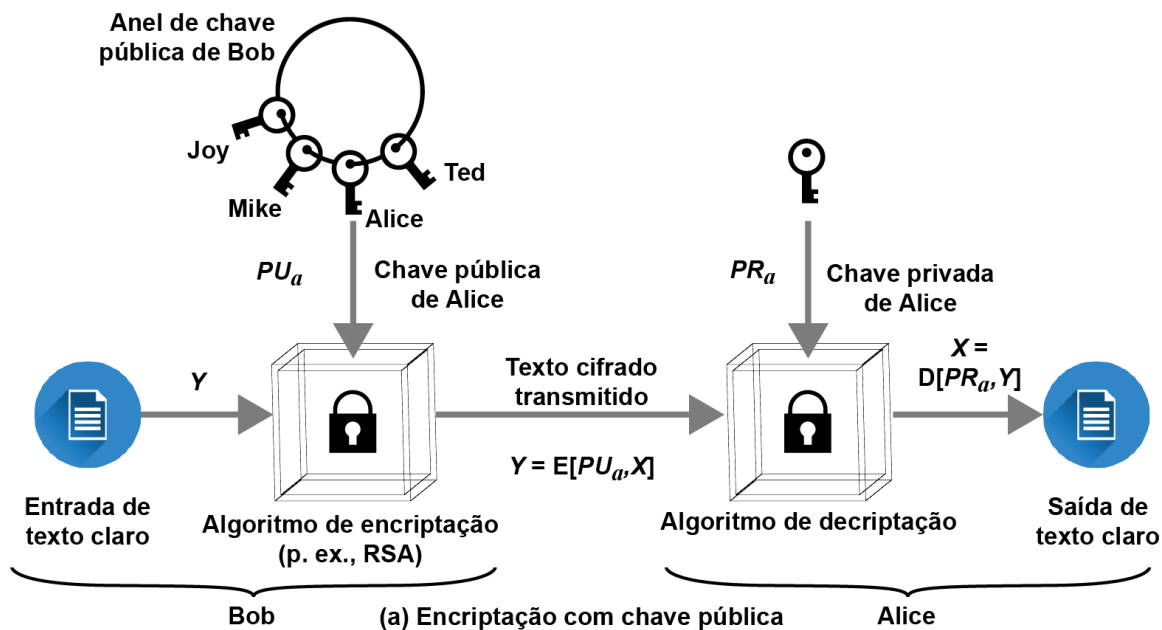 Anel de chave
pública de Bob
Joy
Mike
Alice
Ted
PUa
Chave pública
de Alice
PRa
Chave privada
de Alice
Y
Texto cifrado
transmitido
X =
D[PRa,Y]
Y = E[PUa,X]
Entrada de
texto claro
Algoritmo de encriptação
(p. ex., RSA)
Algoritmo de decriptação
Saída de
texto claro
Bob
(a) Encriptação com chave pública
Alice